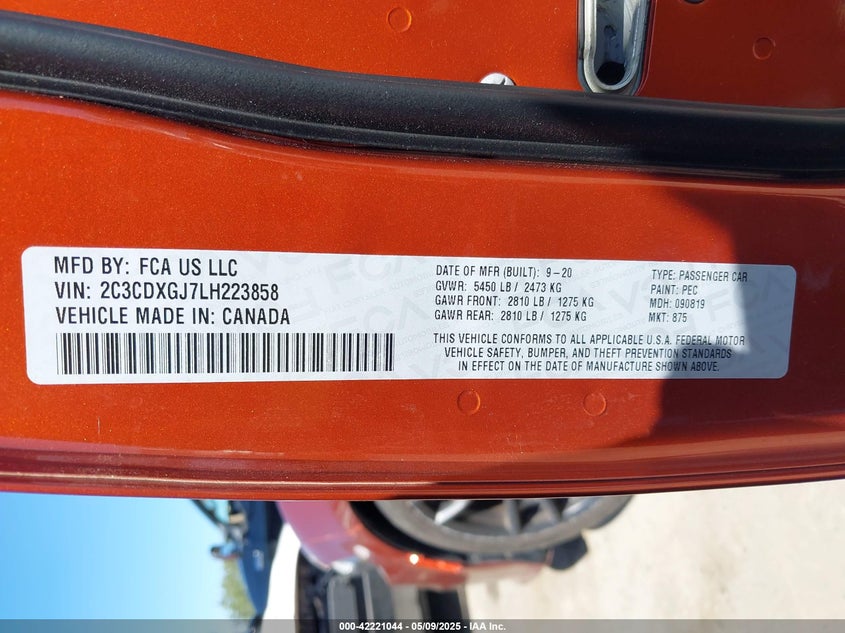 MFD BY: FCA US LLC
VIN: 2C3CDXGJ7LH223858
VEHICLE MADE IN: CANADA
DATE OF MFR (BUILT): 9-20
GVWR: 5450 LB / 2473 KG
GAWR FRONT: 2810 LB / 1275 KG
GAWR REAR: 2810 LB / 1275 KG
TYPE: PASSENGER CAR
PAINT: PEC
MDH: 090819
MKT: 875
THIS VEHICLE CONFORMS TO ALL APPLICABLE U.S.A. FEDERAL MOTOR
VEHICLE SAFETY, BUMPER, AND THEFT PREVENTION STANDARDS
IN EFFECT ON THE DATE OF MANUFACTURE SHOWN ABOVE.
000-42221044 | 05/09/2025 | IAA Inc.